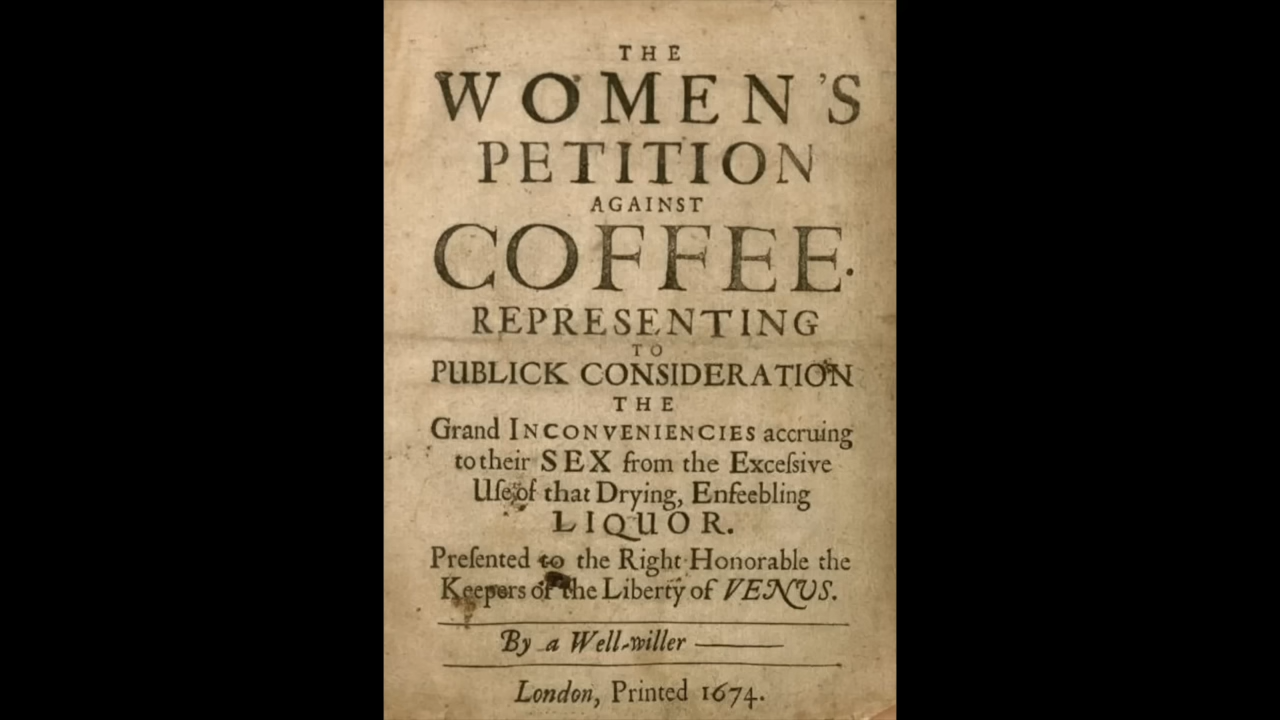 THE
WOMEN'S
PETITION
AGAINST
COFFEE.
REPRESENTING
TO
PUBLICK CONSIDERATION
THE
Grand INCONVENIENCIES accruing
to their SEX from the Exceſsive
Uſe of that Drying, Enfeebling
LIQUOR.
Preſented to the Right Honorable the
Keepers of the Liberty of VENUS.
By a Well-willer
London, Printed 1674.